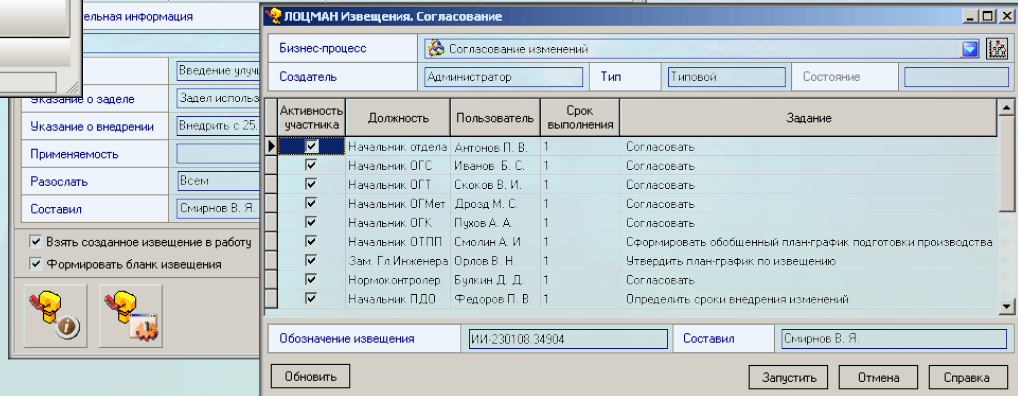 ельная информация
Введение улуч
Указание о заделе Задел использ
Указание о внедрении Внедрить с 25.
Применяемость
Разослать Всем
Составил Смирнов В. Я.
Взять созданное извещение в работу
Формировать бланк извещения
ЛОЦМАН Извещения. Согласование
Бизнес-процесс Согласование изменений
Создатель Администратор Тип Типовой Состояние
Активность участника Должность Пользователь Срок выполнения Задание
Начальник отдела Антонов П. В. 1 Согласовать
Начальник ОГС Иванов Б. С. 1 Согласовать
Начальник ОГТ Скоков В. И. 1 Согласовать
Начальник ОГМет Дрозд М. С. 1 Согласовать
Начальник ОГК Пухов А. А. 1 Согласовать
Начальник ОТПП Смолин А. И 1 Сформировать обобщенный план-график подготовки производства
Зам. Гл.Инженера Орлов В. Н. 1 Утвердить план-график по извещению
Нормоконтролер Булкин Д. Д. 1 Согласовать
Начальник ПДО Федоров П. В. 1 Определить сроки внедрения изменений
Обозначение извещения ИИ-230108.34904 Составил Смирнов В. Я.
Обновить Запустить Отмена Справка